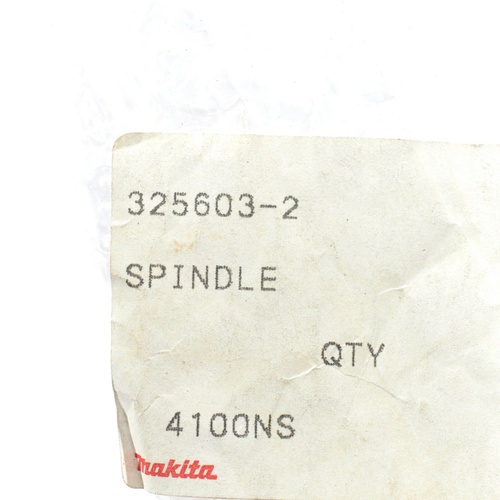 325603-2
SPINDLE
QTY
4100NS
makita